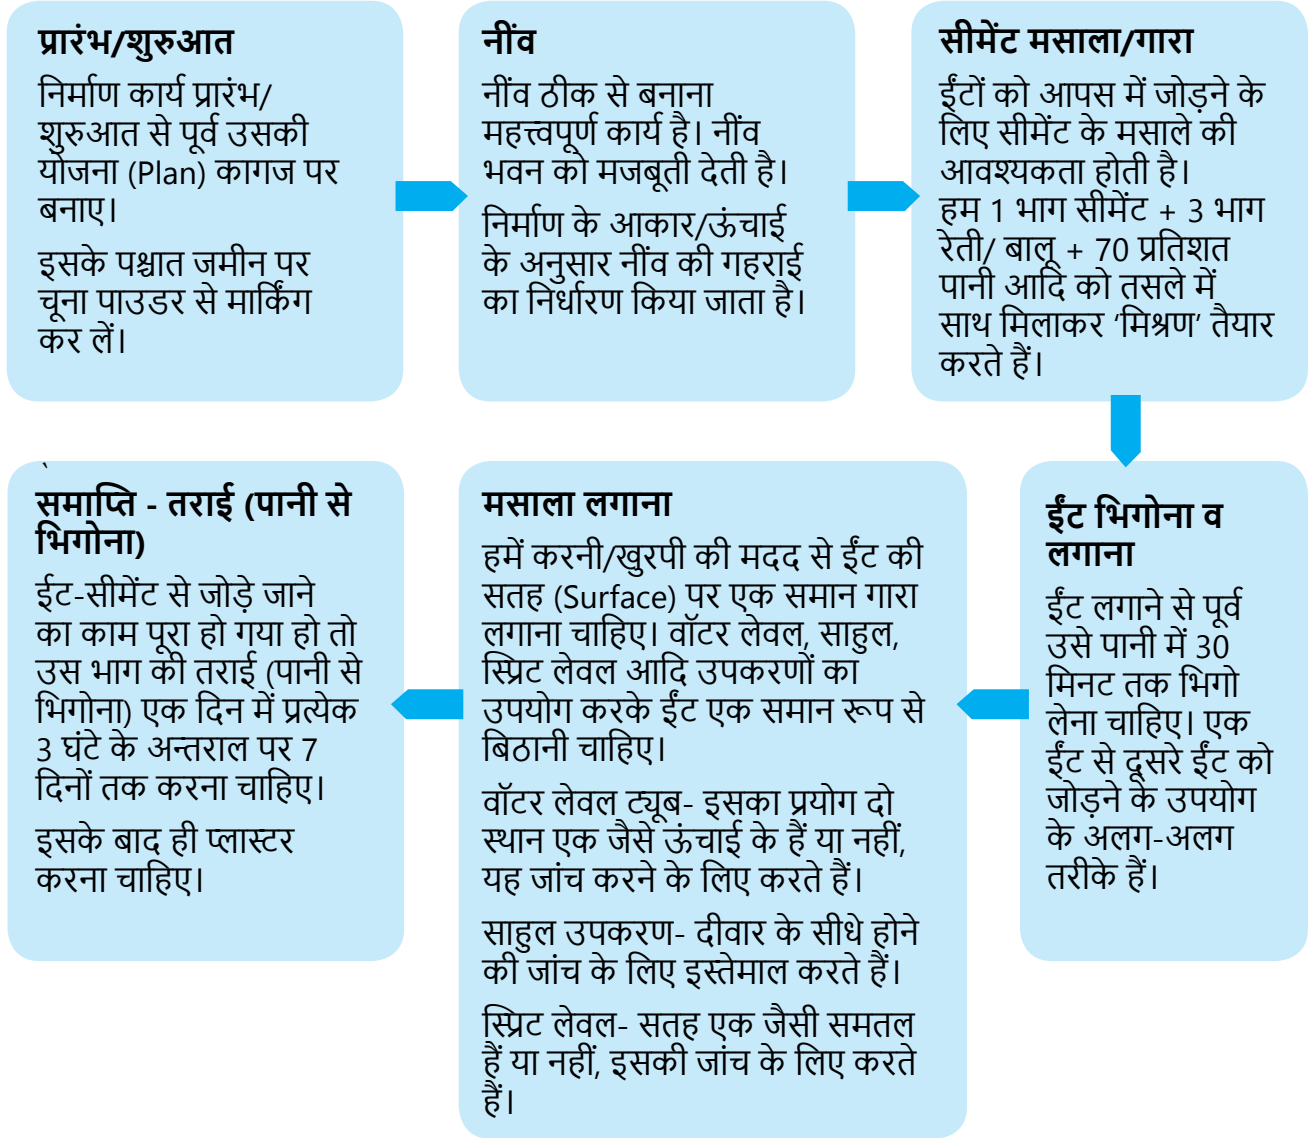 प्रारंभ/शुरुआत
निर्माण कार्य प्रारंभ/
शुरुआत से पूर्व उसकी
योजना (Plan) कागज पर
बनाए।
इसके पश्चात जमीन पर
चूना पाउडर से मार्किंग
कर लें।
नींव
नींव ठीक से बनाना
महत्त्वपूर्ण कार्य है। नींव
भवन को मजबूती देती है।
निर्माण के आकार/ऊंचाई
के अनुसार नींव की गहराई
का निर्धारण किया जाता है।
सीमेंट मसाला/गारा
ईंटों को आपस में जोड़ने के
लिए सीमेंट के मसाले की
आवश्यकता होती है।
हम 1 भाग सीमेंट + 3 भाग
रेती/ बालू + 70 प्रतिशत
पानी आदि को तसले में
साथ मिलाकर ‘मिश्रण’ तैयार
करते हैं।
ईंट भिगोना व
लगाना
ईंट लगाने से पूर्व
उसे पानी में 30
मिनट तक भिगो
लेना चाहिए। एक
ईंट से दूसरे ईंट को
जोड़ने के उपयोग
के अलग-अलग
तरीके हैं।
मसाला लगाना
हमें करनी/खुरपी की मदद से ईंट की
सतह (Surface) पर एक समान गारा
लगाना चाहिए। वॉटर लेवल, साहुल,
स्प्रिट लेवल आदि उपकरणों का
उपयोग करके ईंट एक समान रूप से
बिठानी चाहिए।
वॉटर लेवल ट्यूब- इसका प्रयोग दो
स्थान एक जैसे ऊंचाई के हैं या नहीं,
यह जांच करने के लिए करते हैं।
साहुल उपकरण- दीवार के सीधे होने
की जांच के लिए इस्तेमाल करते हैं।
स्प्रिट लेवल- सतह एक जैसी समतल
हैं या नहीं, इसकी जांच के लिए करते
हैं।
समाप्ति - तराई (पानी से
भिगोना)
ईट-सीमेंट से जोड़े जाने
का काम पूरा हो गया हो तो
उस भाग की तराई (पानी से
भिगोना) एक दिन में प्रत्येक
3 घंटे के अन्तराल पर 7
दिनों तक करना चाहिए।
इसके बाद ही प्लास्टर
करना चाहिए।